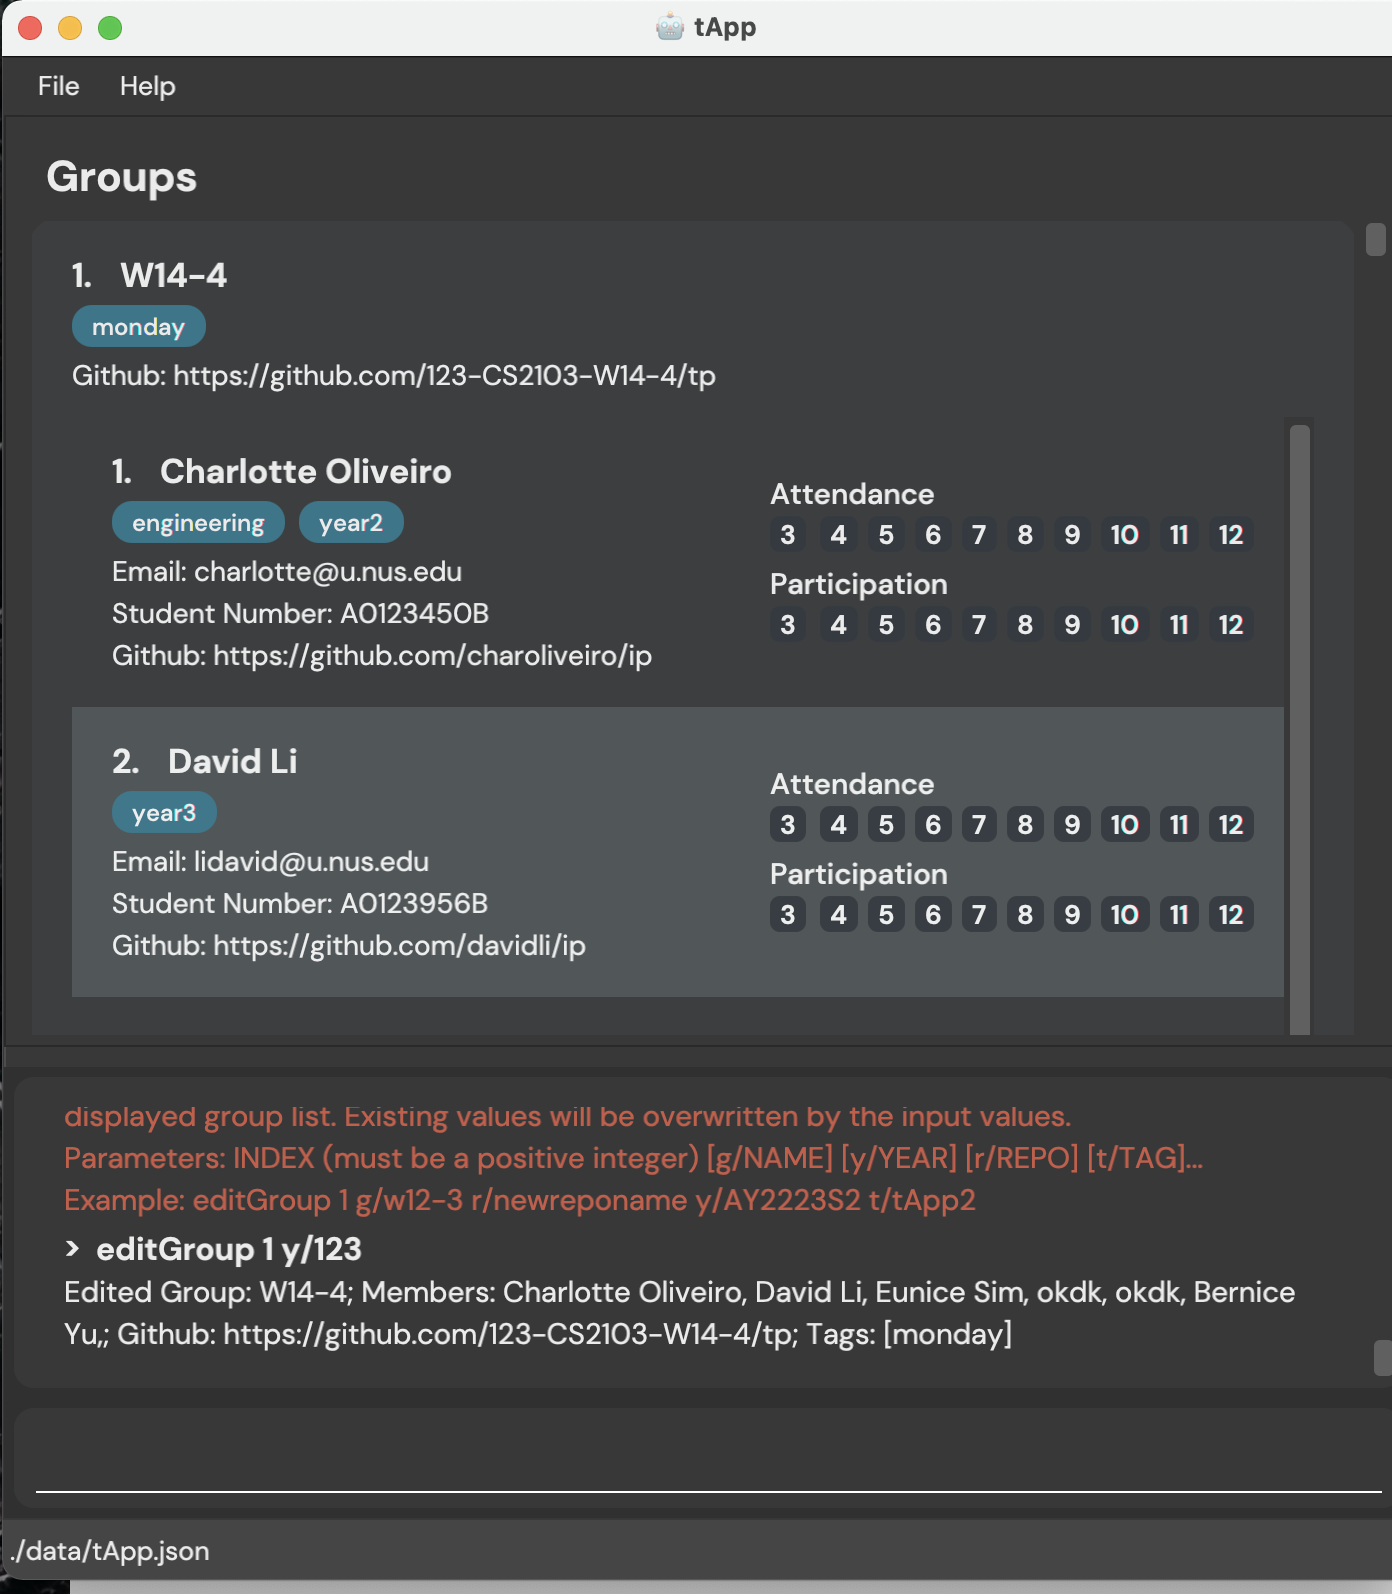 tApp
File Help
Groups
1. W14-4
monday
Github: https://github.com/123-CS2103-W14-4/tp
1. Charlotte Oliveiro
engineering year2
Email: charlotte@u.nus.edu
Student Number: A0123450B
Github: https://github.com/charoliveiro/ip
Attendance
3 4 5 6 7 8 9 10 11 12
Participation
3 4 5 6 7 8 9 10 11 12
2. David Li
year3
Email: lidavid@u.nus.edu
Student Number: A0123956B
Github: https://github.com/davidli/ip
Attendance
3 4 5 6 7 8 9 10 11 12
Participation
3 4 5 6 7 8 9 10 11 12
displayed group list. Existing values will be overwritten by the input values.
Parameters: INDEX (must be a positive integer) [g/NAME] [y/YEAR] [r/REPO] [t/TAG]...
Example: editGroup 1 g/w12-3 r/newreponame y/AY2223S2 t/tApp2
> editGroup 1 y/123
Edited Group: W14-4; Members: Charlotte Oliveiro, David Li, Eunice Sim, okdk, okdk, Bernice
Yu,; Github: https://github.com/123-CS2103-W14-4/tp; Tags: [monday]
./data/tApp.json